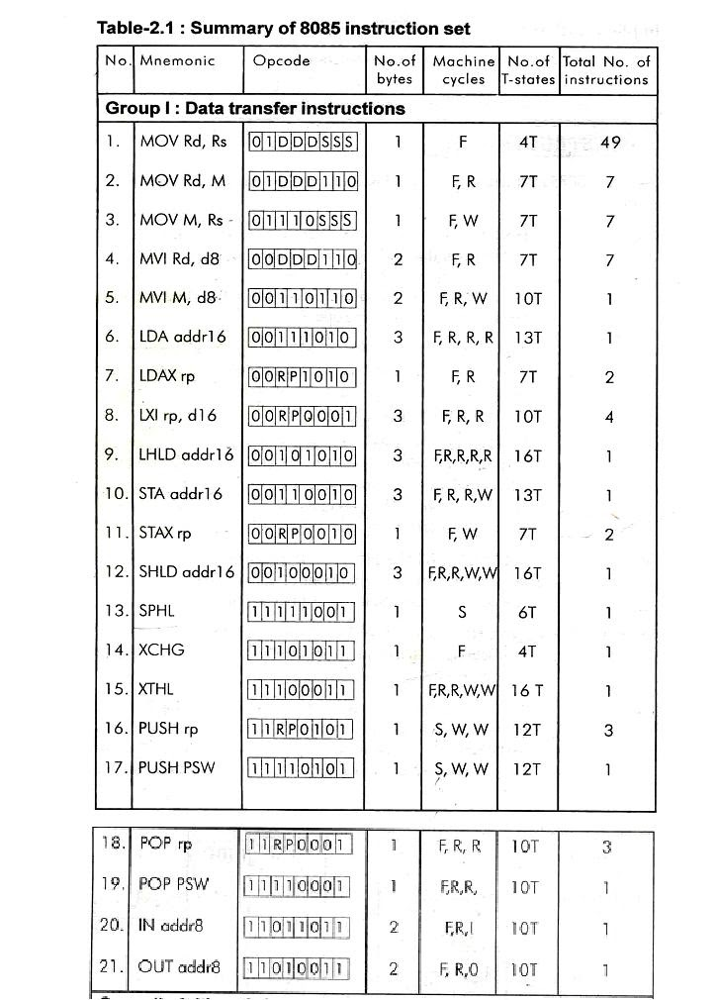 Table-2.1 : Summary of 8085 instruction set
No. Mnemonic Opcode No.of bytes Machine cycles No.of T-states Total No. of instructions
Group I : Data transfer instructions
1. MOV Rd, Rs 01DDDSSS 1 F 4T 49
2. MOV Rd, M 01DDD110 1 F, R 7T 7
3. MOV M, Rs 01110SSS 1 F, W 7T 7
4. MVI Rd, d8 00DDD110 2 F, R 7T 7
5. MVI M, d8 00110110 2 F, R, W 10T 1
6. LDA addr16 00111010 3 F, R, R, R 13T 1
7. LDAX rp 00RP1010 1 F, R 7T 2
8. LXI rp, d16 00RP0001 3 F, R, R 10T 4
9. LHLD addr16 00101010 3 F,R,R,R,R 16T 1
10. STA addr16 00110010 3 F, R, R,W 13T 1
11. STAX rp 00RP0010 1 F, W 7T 2
12. SHLD addr16 00100010 3 F,R,R,W,W 16T 1
13. SPHL 11111001 1 S 6T 1
14. XCHG 11101011 1 F 4T 1
15. XTHL 11100011 1 F,R,R,W,W 16 T 1
16. PUSH rp 11RP0101 1 S, W, W 12T 3
17. PUSH PSW 11110101 1 S, W, W 12T 1
18. POP rp 11RP0001 1 F, R, R 10T 3
19. POP PSW 11110001 1 F,R,R, 10T 1
20. IN addr8 11011011 2 F,R,I 10T 1
21. OUT addr8 11010011 2 F, R,O 10T 1